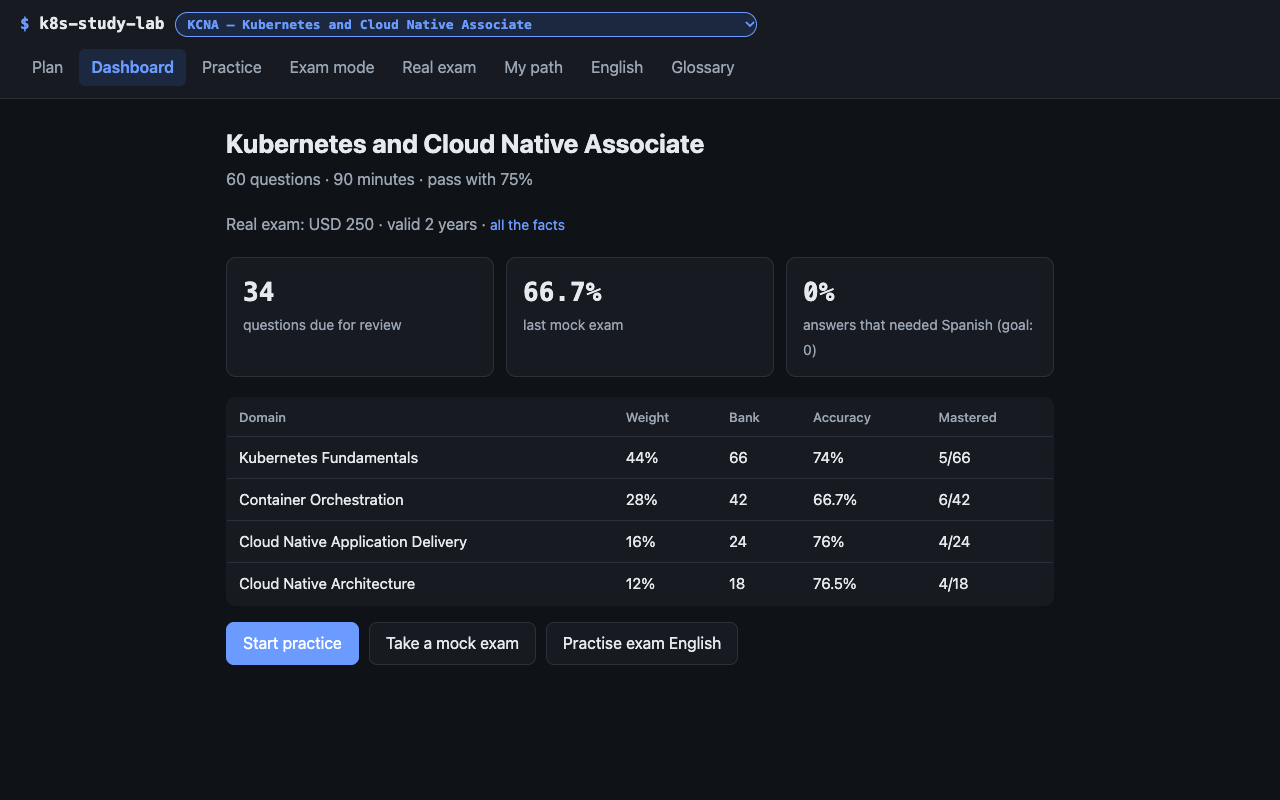 $ k8s-study-lab KCNA — Kubernetes and Cloud Native Associate
Plan Dashboard Practice Exam mode Real exam My path English Glossary
Kubernetes and Cloud Native Associate
60 questions · 90 minutes · pass with 75%
Real exam: USD 250 · valid 2 years · all the facts
34
questions due for review
66.7%
last mock exam
0%
answers that needed Spanish (goal:
0)
Domain Weight Bank Accuracy Mastered
Kubernetes Fundamentals 44% 66 74% 5/66
Container Orchestration 28% 42 66.7% 6/42
Cloud Native Application Delivery 16% 24 76% 4/24
Cloud Native Architecture 12% 18 76.5% 4/18
Start practice Take a mock exam Practise exam English